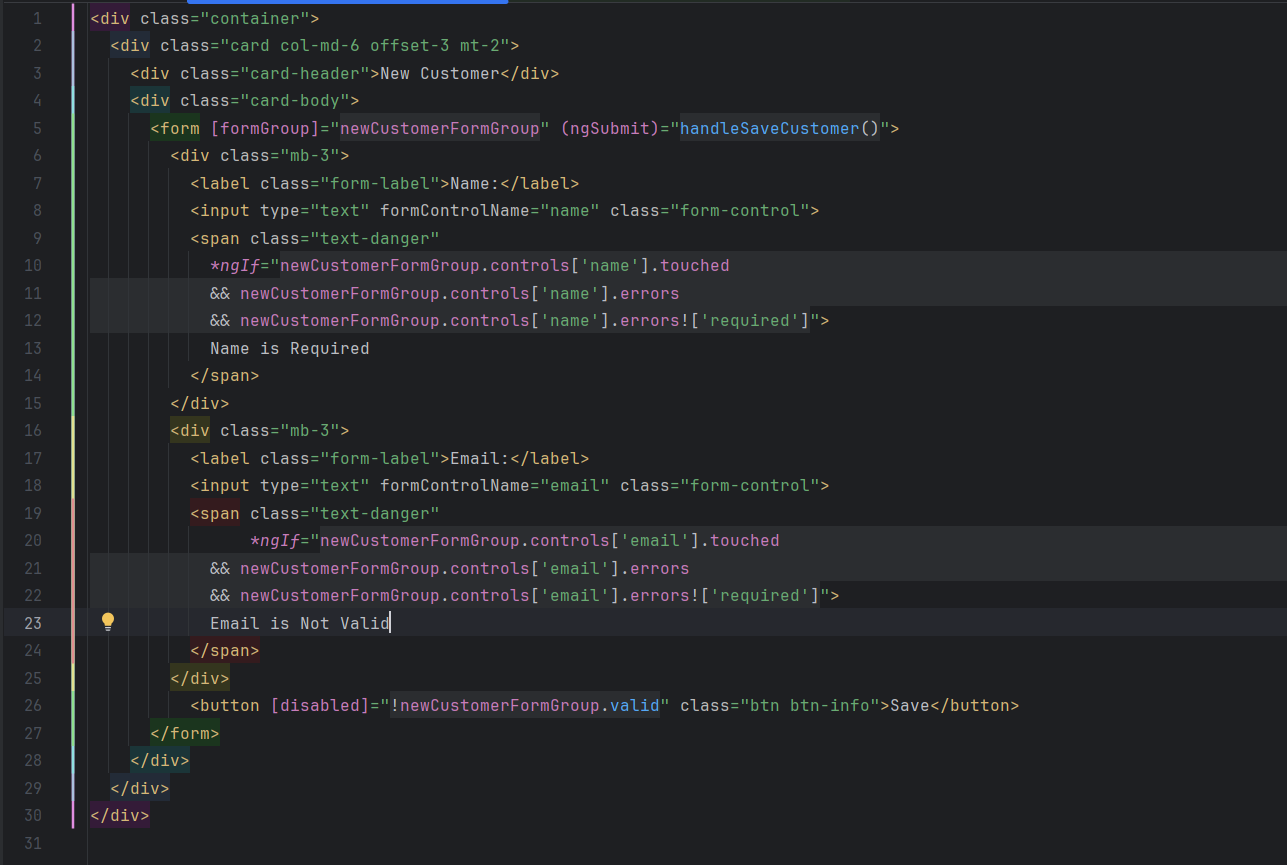 1 <div class="container">
2   <div class="card col-md-6 offset-3 mt-2">
3     <div class="card-header">New Customer</div>
4     <div class="card-body">
5       <form [formGroup]="newCustomerFormGroup" (ngSubmit)="handleSaveCustomer()">
6         <div class="mb-3">
7           <label class="form-label">Name:</label>
8           <input type="text" formControlName="name" class="form-control">
9           <span class="text-danger"
10             *ngIf="newCustomerFormGroup.controls['name'].touched
11             && newCustomerFormGroup.controls['name'].errors
12             && newCustomerFormGroup.controls['name'].errors!['required']">
13             Name is Required
14           </span>
15         </div>
16         <div class="mb-3">
17           <label class="form-label">Email:</label>
18           <input type="text" formControlName="email" class="form-control">
19           <span class="text-danger"
20                 *ngIf="newCustomerFormGroup.controls['email'].touched
21             && newCustomerFormGroup.controls['email'].errors
22             && newCustomerFormGroup.controls['email'].errors!['required']">
23             Email is Not Valid
24           </span>
25         </div>
26           <button [disabled]="!newCustomerFormGroup.valid" class="btn btn-info">Save</button>
27       </form>
28     </div>
29   </div>
30 </div>
31